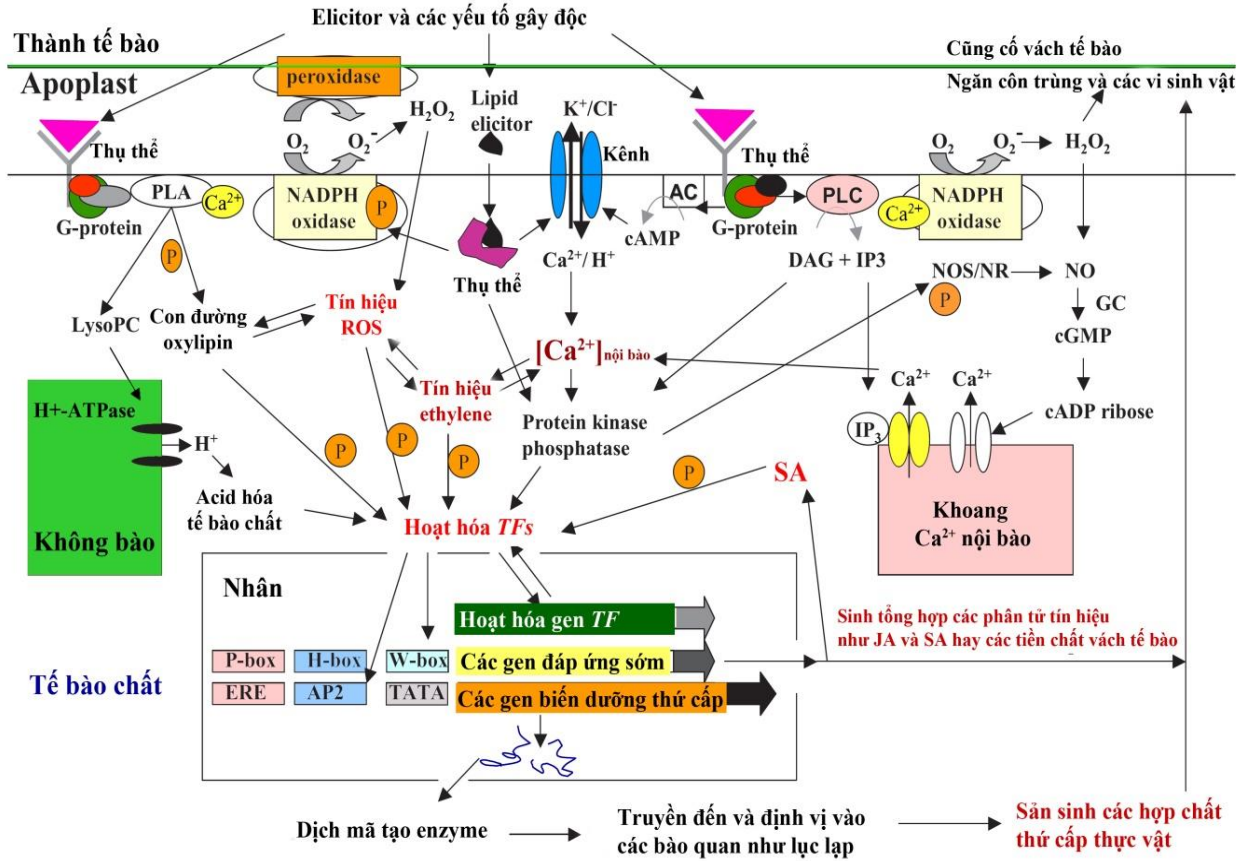 Elicitor và các yếu tố gây độc
Thành tế bào
Cũng cố vách tế bào
Apoplast
peroxidase
Ngăn côn trùng và các vi sinh vật
O₂
O₂⁻
H₂O₂
Lipid
elicitor
K⁺/Cl⁻
Kênh
Thụ thể
Thụ thể
O₂
O₂⁻
H₂O₂
PLA
Ca²⁺
G-protein
NADPH
oxidase
P
AC
cAMP
G-protein
PLC
Ca²⁺
NADPH
oxidase
P
Ca²⁺/ H⁺
DAG + IP3
NOS/NR
NO
P
GC
Thụ thể
LysoPC
Con đường
oxylipin
Tín hiệu
ROS
cGMP
[Ca²⁺]nội bào
Tín hiệu
ethylene
Ca²⁺
Ca²⁺
cADP ribose
H+-ATPase
H⁺
Protein kinase
phosphatase
IP₃
P
P
P
P
SA
Acid hóa
tế bào chất
Không bào
Hoạt hóa TFs
Khoang
Ca²⁺ nội bào
Nhân
Hoạt hóa gen TF
Sinh tổng hợp các phân tử tín hiệu
như JA và SA hay các tiền chất vách tế bào
P-box
H-box
W-box
Các gen đáp ứng sớm
Tế bào chất
ERE
AP2
TATA
Các gen biến dưỡng thứ cấp
Dịch mã tạo enzyme
Truyền đến và định vị vào
các bào quan như lục lạp
Sản sinh các hợp chất
thứ cấp thực vật